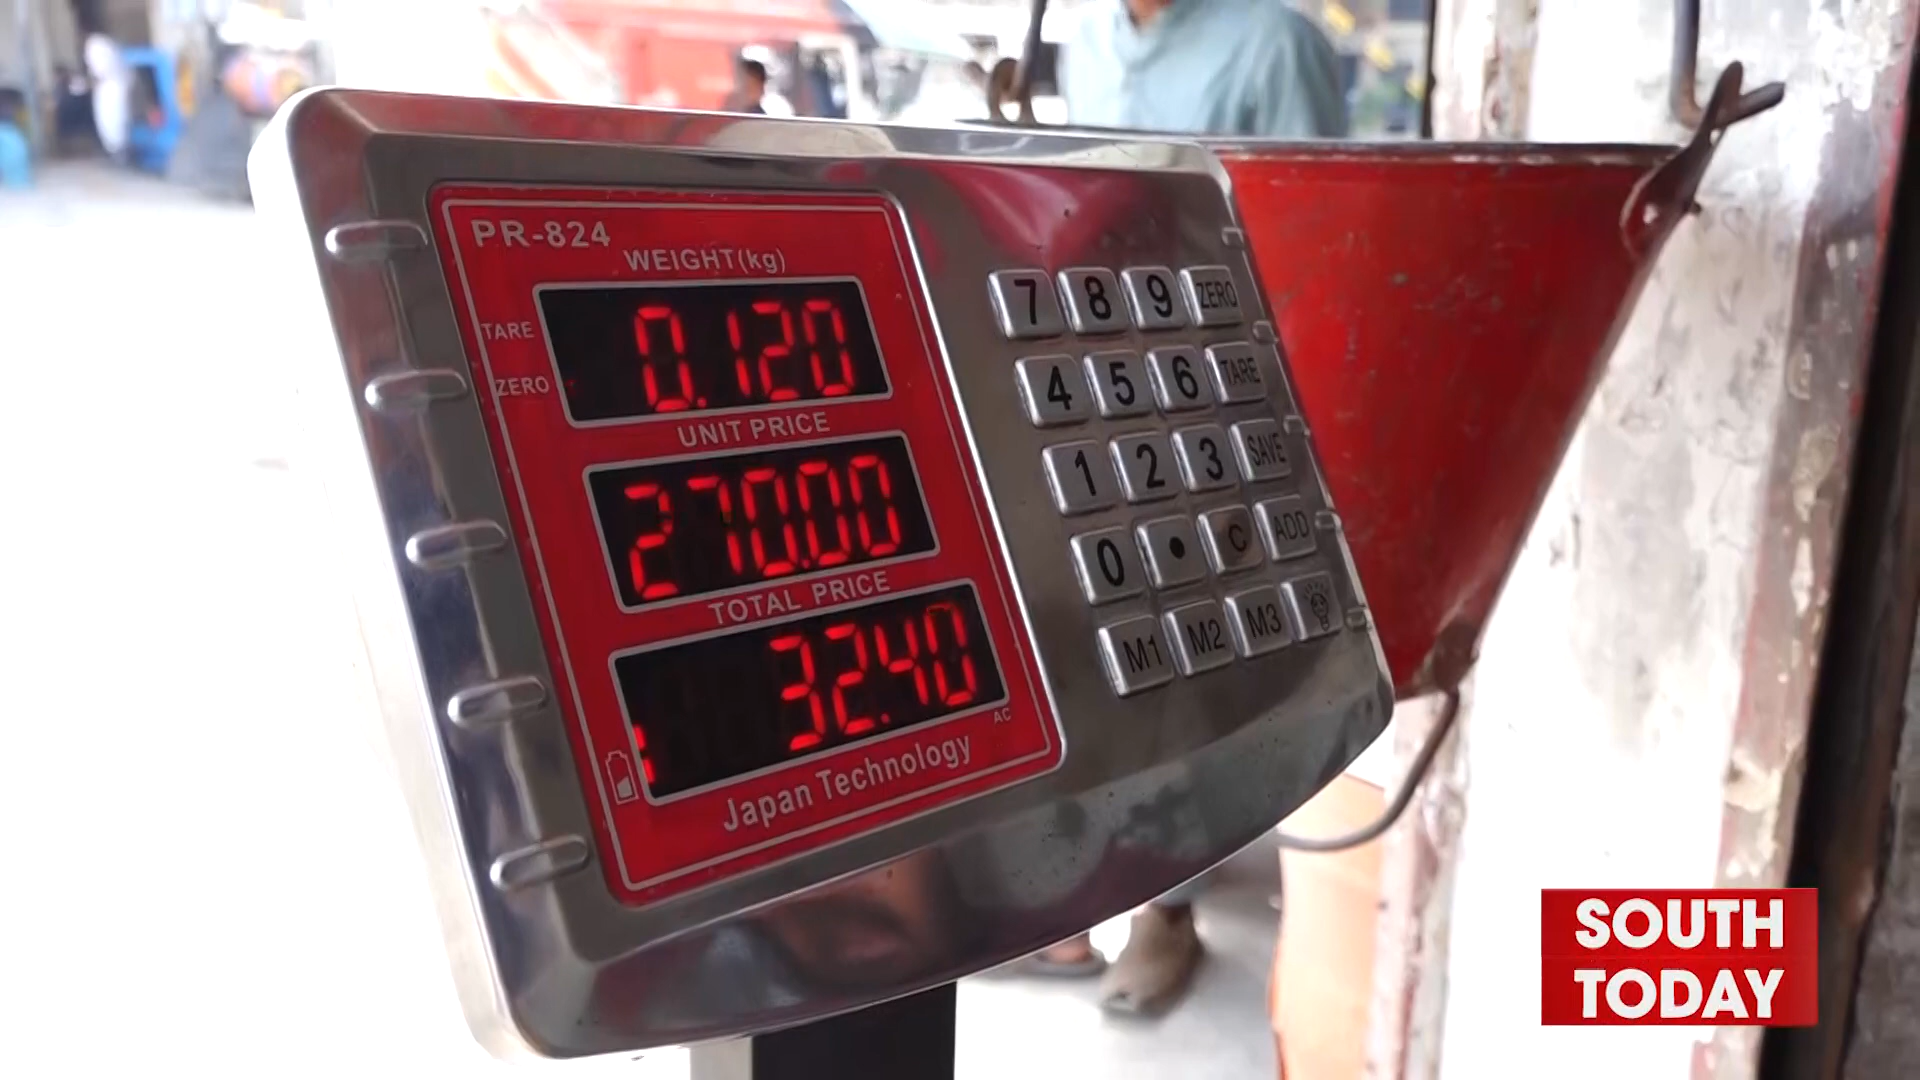 PR-824
WEIGHT(kg)
TARE
0.120
ZERO
UNIT PRICE
270.00
TOTAL PRICE
32.40
AC
Japan Technology
7 8 9 ZERO
4 5 6 TARE
1 2 3 SAVE
0 . C ADD
M1 M2 M3
SOUTH
TODAY